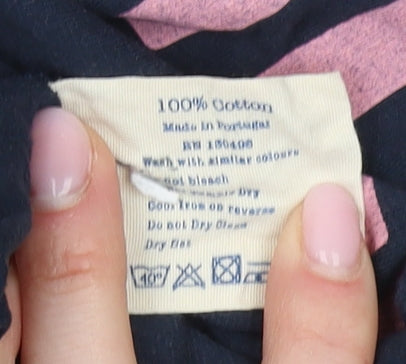 100% Cotton
Made in Portugal
RN 130498
Wash with similar colours
not bleach
Dry
Cool iron on reverse
Do not Dry Clean
Dry flat
40°